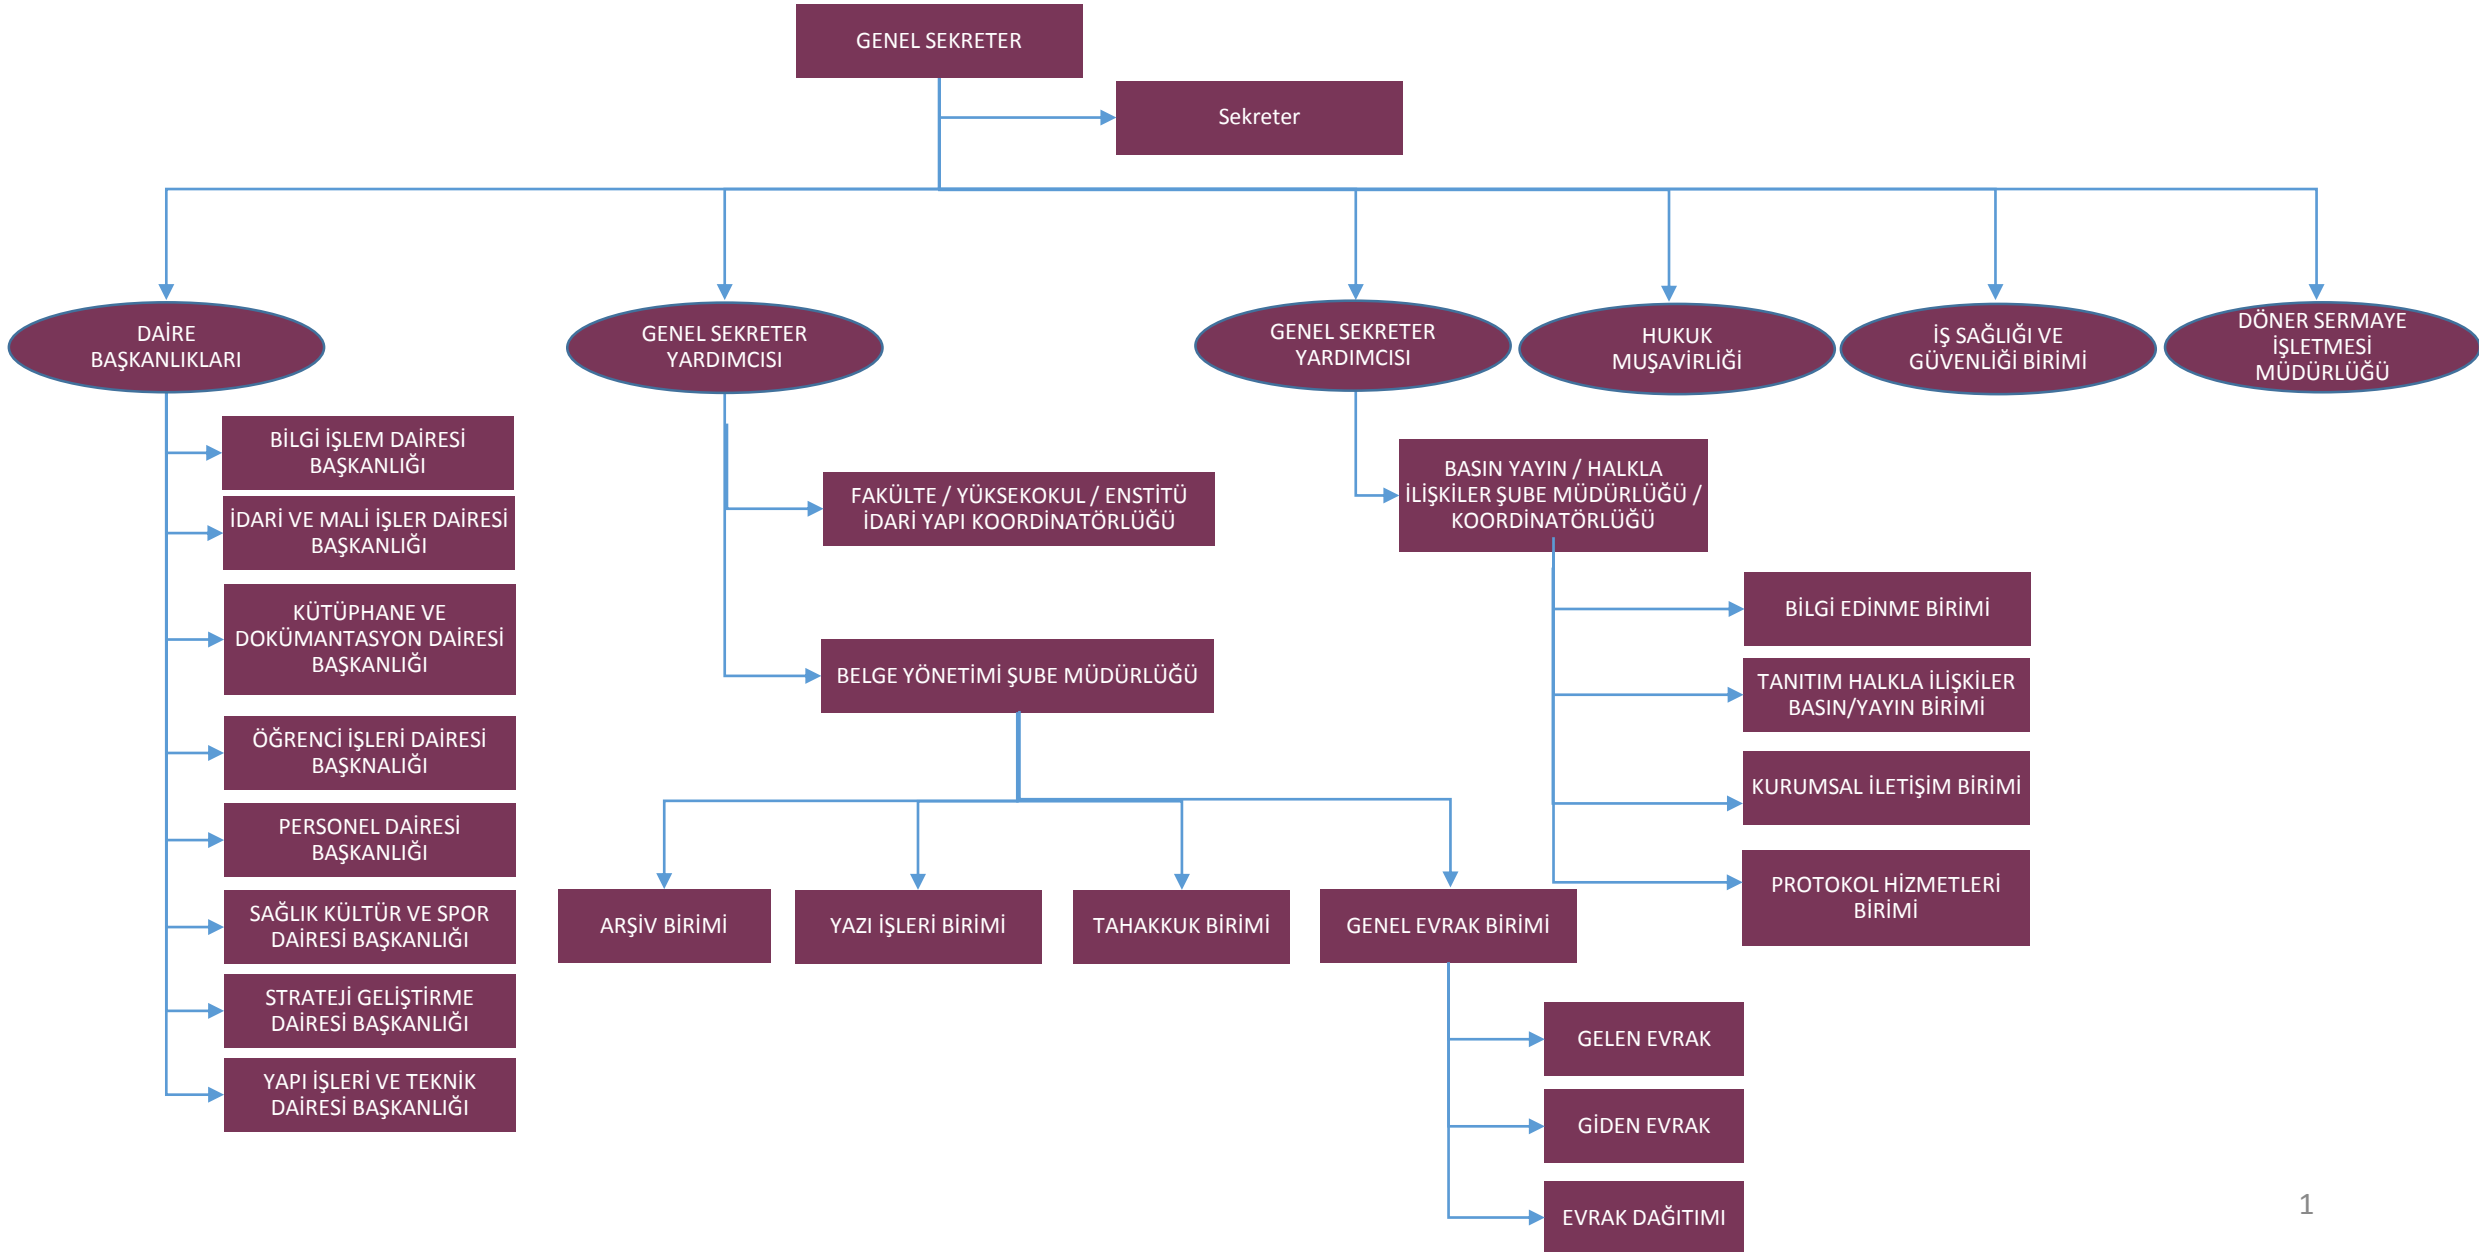 GENEL SEKRETER
Sekreter
DAİRE
BAŞKANLIKLARI
GENEL SEKRETER
YARDIMCISI
GENEL SEKRETER
YARDIMCISI
HUKUK
MUŞAVİRLİĞİ
İŞ SAĞLIĞI VE
GÜVENLİĞİ BİRİMİ
DÖNER SERMAYE
İŞLETMESİ
MÜDÜRLÜĞÜ
BİLGİ İŞLEM DAİRESİ
BAŞKANLIĞI
İDARİ VE MALİ İŞLER DAİRESİ
BAŞKANLIĞI
KÜTÜPHANE VE
DOKÜMANTASYON DAİRESİ
BAŞKANLIĞI
ÖĞRENCİ İŞLERİ DAİRESİ
BAŞKNALIĞI
PERSONEL DAİRESİ
BAŞKANLIĞI
SAĞLIK KÜLTÜR VE SPOR
DAİRESİ BAŞKANLIĞI
STRATEJİ GELİŞTİRME
DAİRESİ BAŞKANLIĞI
YAPI İŞLERİ VE TEKNİK
DAİRESİ BAŞKANLIĞI
FAKÜLTE / YÜKSEKOKUL / ENSTİTÜ
İDARİ YAPI KOORDİNATÖRLÜĞÜ
BELGE YÖNETİMİ ŞUBE MÜDÜRLÜĞÜ
ARŞİV BİRİMİ
YAZI İŞLERİ BİRİMİ
TAHAKKUK BİRİMİ
GENEL EVRAK BİRİMİ
GELEN EVRAK
GİDEN EVRAK
EVRAK DAĞITIMI
BASIN YAYIN / HALKLA
İLİŞKİLER ŞUBE MÜDÜRLÜĞÜ /
KOORDİNATÖRLÜĞÜ
BİLGİ EDİNME BİRİMİ
TANITIM HALKLA İLİŞKİLER
BASIN/YAYIN BİRİMİ
KURUMSAL İLETİŞİM BİRİMİ
PROTOKOL HİZMETLERİ
BİRİMİ
1